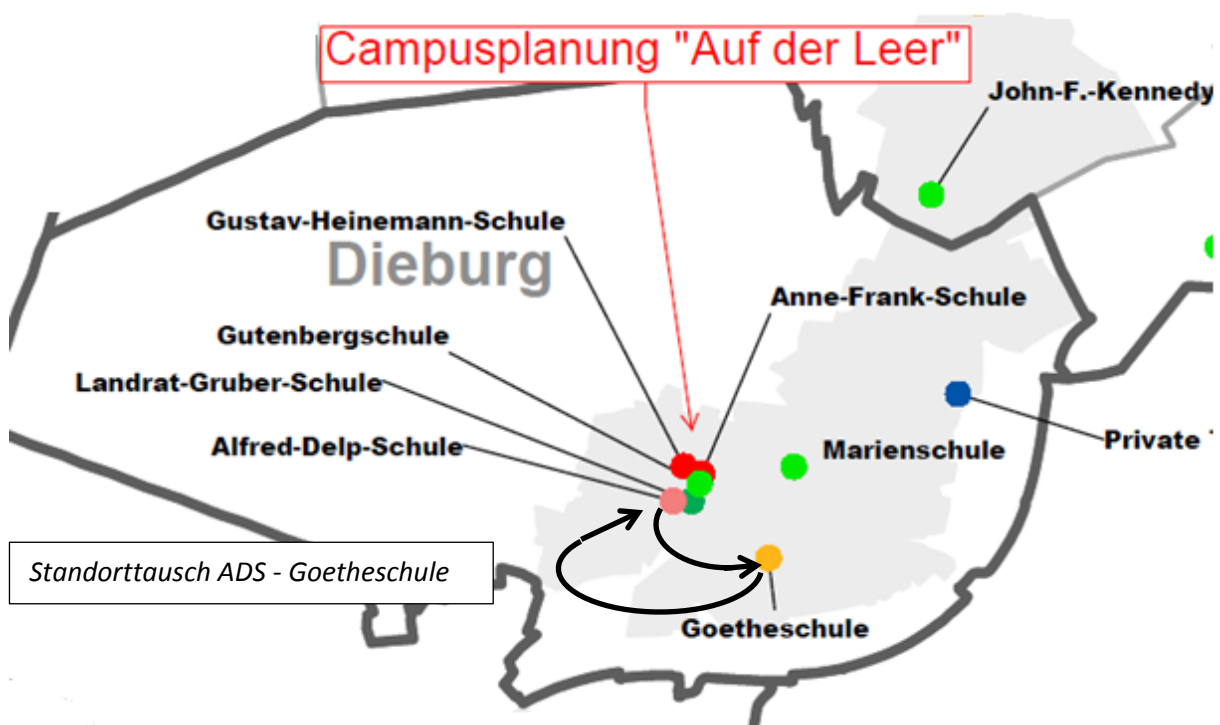 Campusplanung "Auf der Leer"
John-F.-Kennedy
Gustav-Heinemann-Schule
Dieburg
Anne-Frank-Schule
Gutenbergschule
Landrat-Gruber-Schule
Alfred-Delp-Schule
Marienschule
Private
Standorttausch ADS - Goetheschule
Goetheschule